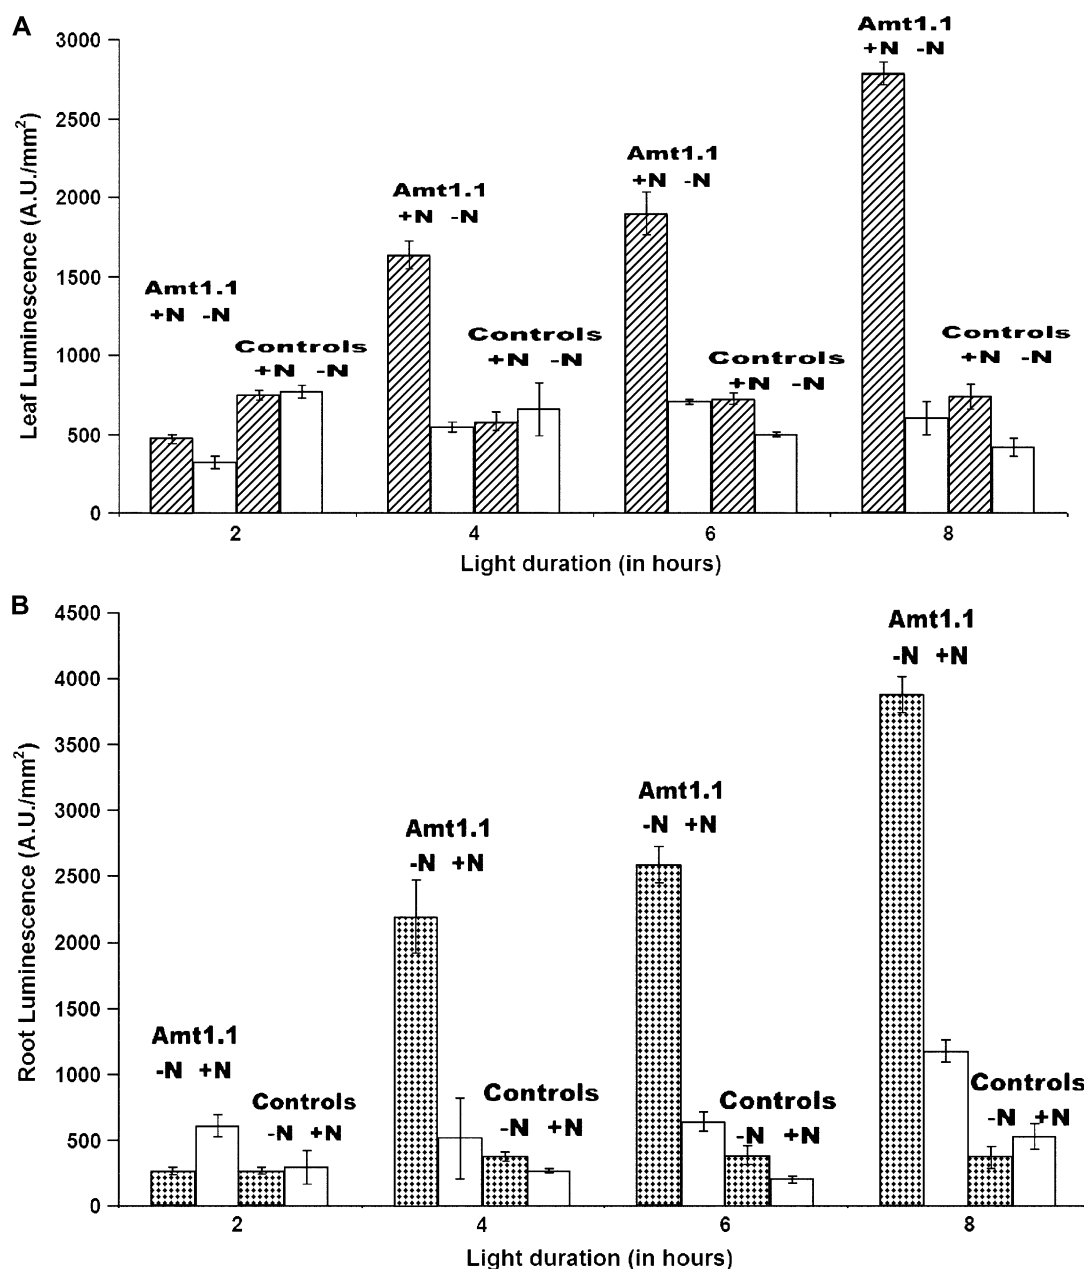 A
Amt1.1
+N -N
3000
2500
2000
1500
1000
500
0
Leaf Luminescence (A.U./mm²)
Amt1.1
+N -N
Amt1.1
+N -N
Amt1.1
+N -N
Controls
+N -N
Controls
+N -N
Controls
+N -N
Controls
+N -N
2
4
6
8
Light duration (in hours)
B
4500
4000
3500
3000
2500
2000
1500
1000
500
0
Root Luminescence (A.U./mm²)
Amt1.1
-N +N
Amt1.1
-N +N
Amt1.1
-N +N
Amt1.1
-N +N
Controls
-N +N
Controls
-N +N
Controls
-N +N
Controls
-N +N
2
4
6
8
Light duration (in hours)